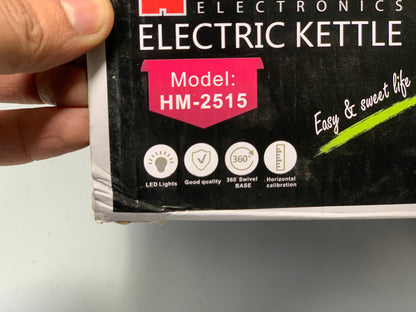 ELECTRONICS
ELECTRIC KETTLE
Model:
HM-2515
Easy & sweet life
360°
LED Lights
Good quality
360° Swivel
BASE
Horizontal
calibration